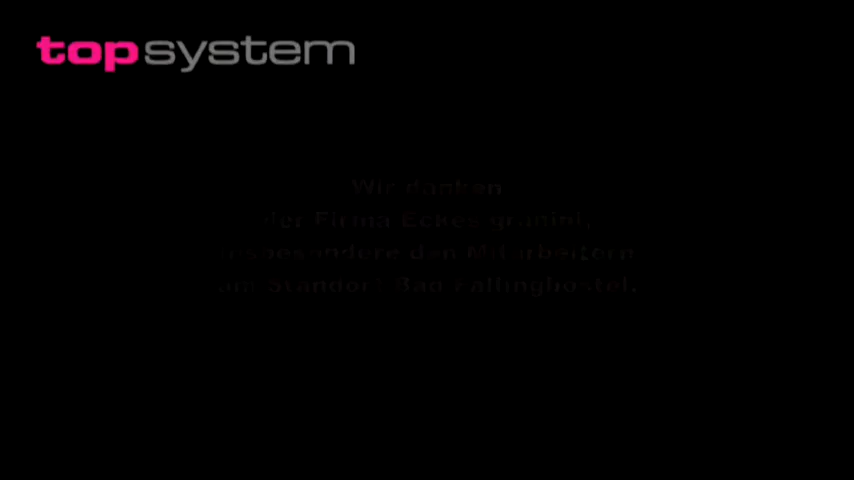 topsystem
Wir danken
der Firma Eckes granini,
insbesondere den Mitarbeitern
am Standort Bad Fallingbostel.